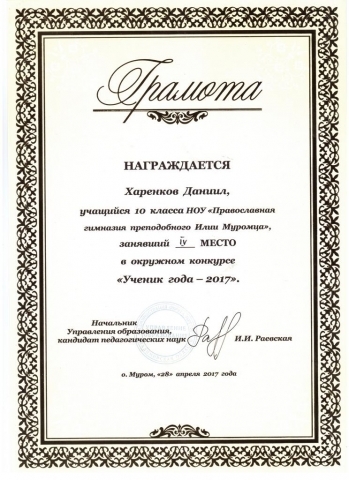 Грамота
НАГРАЖДАЕТСЯ
Харенков Даниил,
учащийся 10 класса НОУ «Православная
гимназия преподобного Илии Муромца»,
занявший IV МЕСТО
в окружном конкурсе
«Ученик года – 2017».
Начальник
Управления образования,
кандидат педагогических наук И.И. Раевская
о. Муром, «28» апреля 2017 года